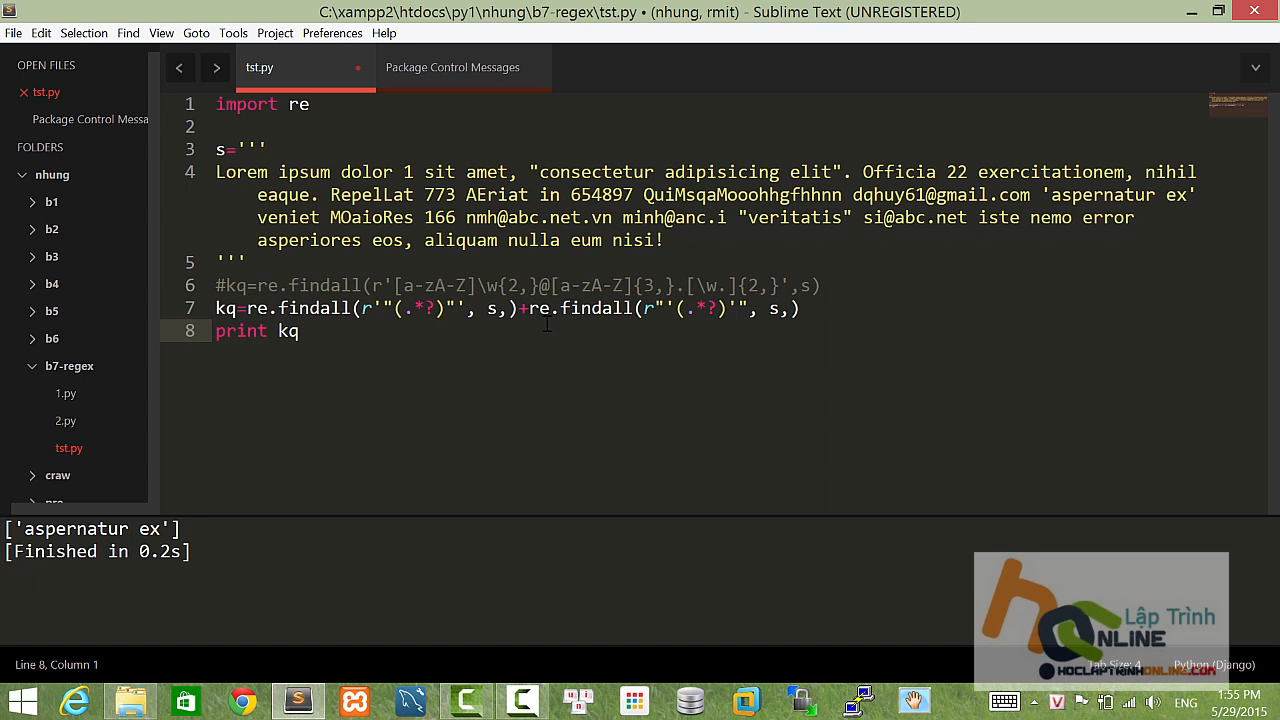 C:\xampp2\htdocs\py1\nhung\b7-regex\tst.py • (nhung, rmit) - Sublime Text (UNREGISTERED)
File Edit Selection Find View Goto Tools Project Preferences Help
OPEN FILES
tst.py
Package Control Messa
FOLDERS
nhung
b1
b2
b3
b4
b5
b6
b7-regex
1.py
2.py
tst.py
craw
pro
tst.py Package Control Messages
1 import re
2
3 s='''
4 Lorem ipsum dolor 1 sit amet, "consectetur adipisicing elit". Officia 22 exercitationem, nihil
eaque. RepelLat 773 AEriat in 654897 QuiMsqaMooohhgfhhnn dqhuy61@gmail.com 'aspernatur ex'
veniet MOaioRes 166 nmh@abc.net.vn minh@anc.i "veritatis" si@abc.net iste nemo error
asperiores eos, aliquam nulla eum nisi!
5 '''
6 #kq=re.findall(r'[a-zA-Z]\w{2,}@[a-zA-Z]{3,}.[\w.]{2,}',s)
7 kq=re.findall(r'"(.*?)"', s,)+re.findall(r"'(.*?)'", s,)
8 print kq
['aspernatur ex']
[Finished in 0.2s]
Line 8, Column 1
Tab Size: 4
Python (Django)
Lập Trình
ONLINE
HOCLAPTRINHONLINE.COM
ENG
1:55 PM
5/29/2015